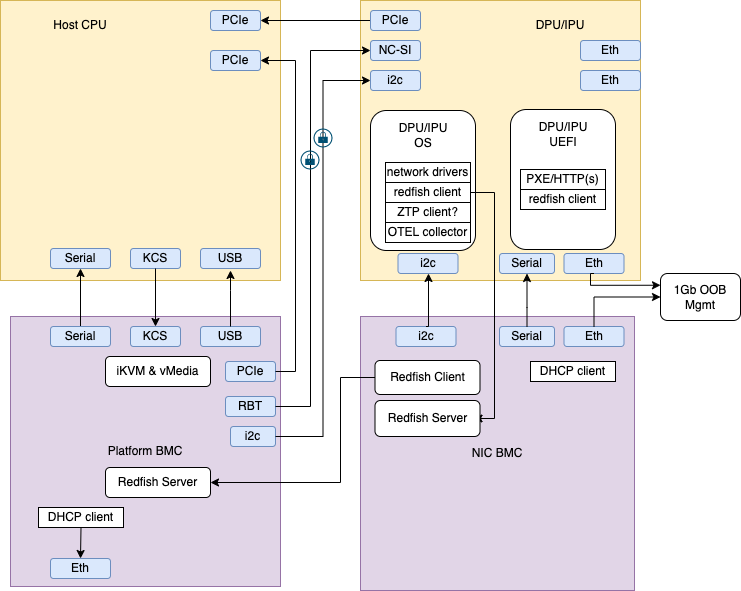 Host CPU
PCIe
PCIe
DPU/IPU
PCIe
NC-SI
i2c
Eth
Eth
DPU/IPU
OS
network drivers
redfish client
ZTP client?
OTEL collector
DPU/IPU
UEFI
PXE/HTTP(s)
redfish client
Serial
KCS
USB
i2c
Serial
Eth
1Gb OOB
Mgmt
Serial
KCS
USB
iKVM & vMedia
PCIe
RBT
i2c
Platform BMC
Redfish Server
DHCP client
Eth
i2c
Serial
Eth
DHCP client
Redfish Client
Redfish Server
NIC BMC